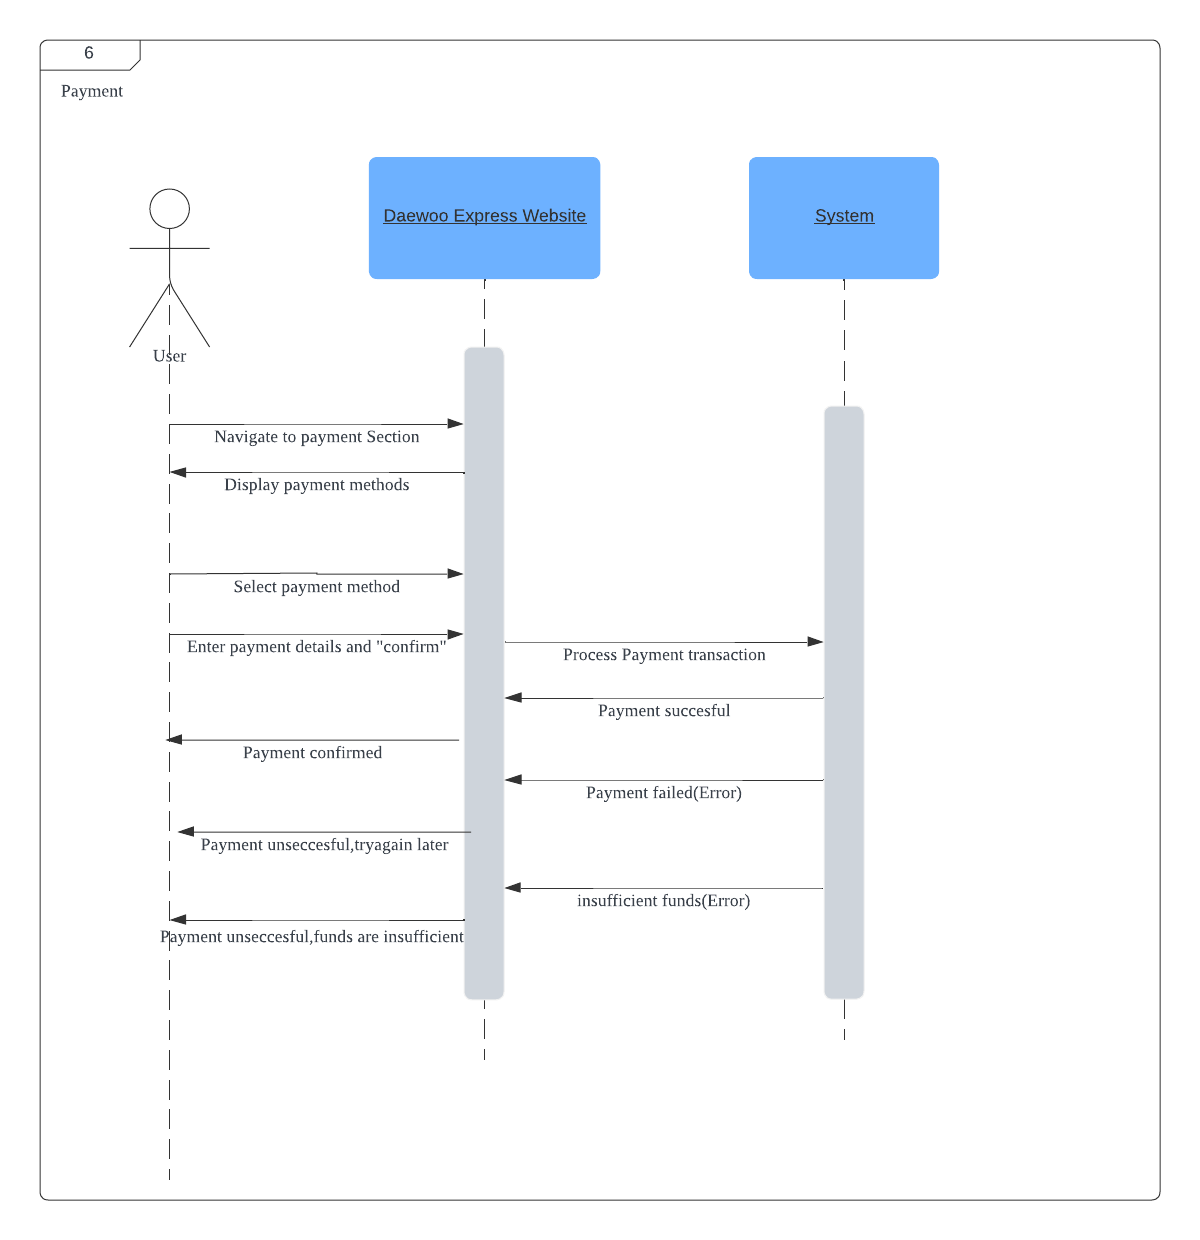 6
Payment
Daewoo Express Website
System
User
Navigate to payment Section
Display payment methods
Select payment method
Enter payment details and "confirm"
Process Payment transaction
Payment succesful
Payment confirmed
Payment failed(Error)
Payment unseccesful,tryagain later
insufficient funds(Error)
Payment unseccesful,funds are insufficient